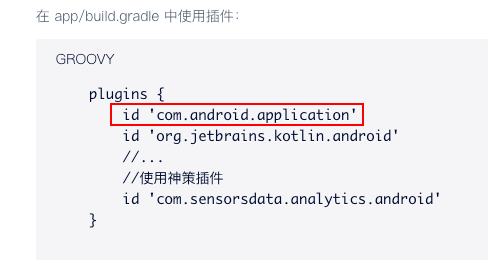 在 app/build.gradle 中使用插件：
GROOVY
plugins {
id 'com.android.application'
id 'org.jetbrains.kotlin.android'
//...
//使用神策插件
id 'com.sensorsdata.analytics.android'
}